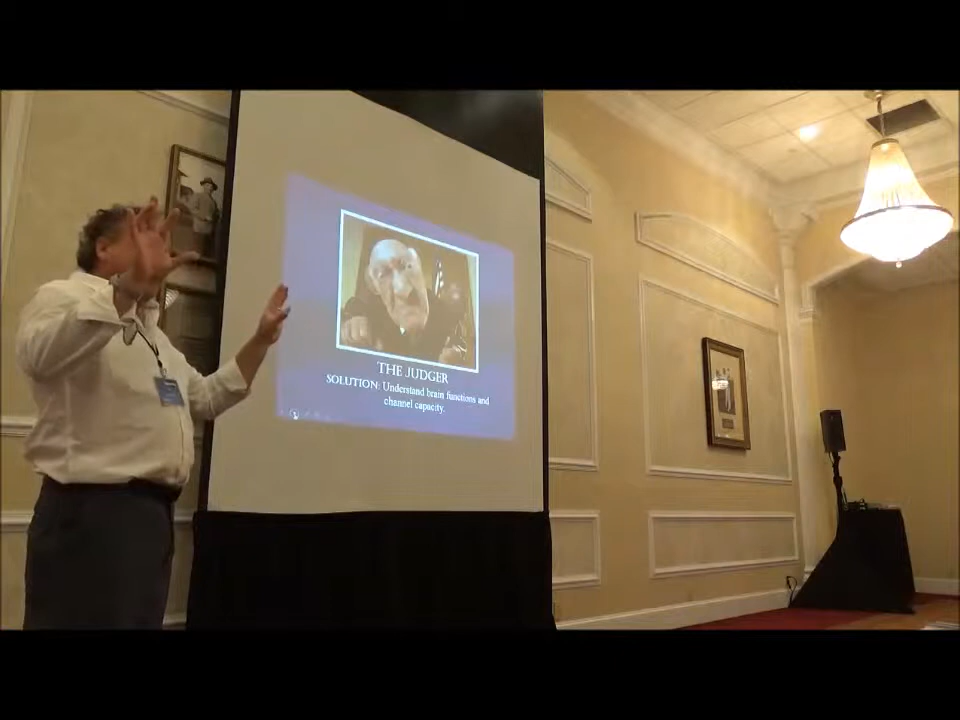 THE JUDGER
SOLUTION: Understand brain functions and
channel capacity.